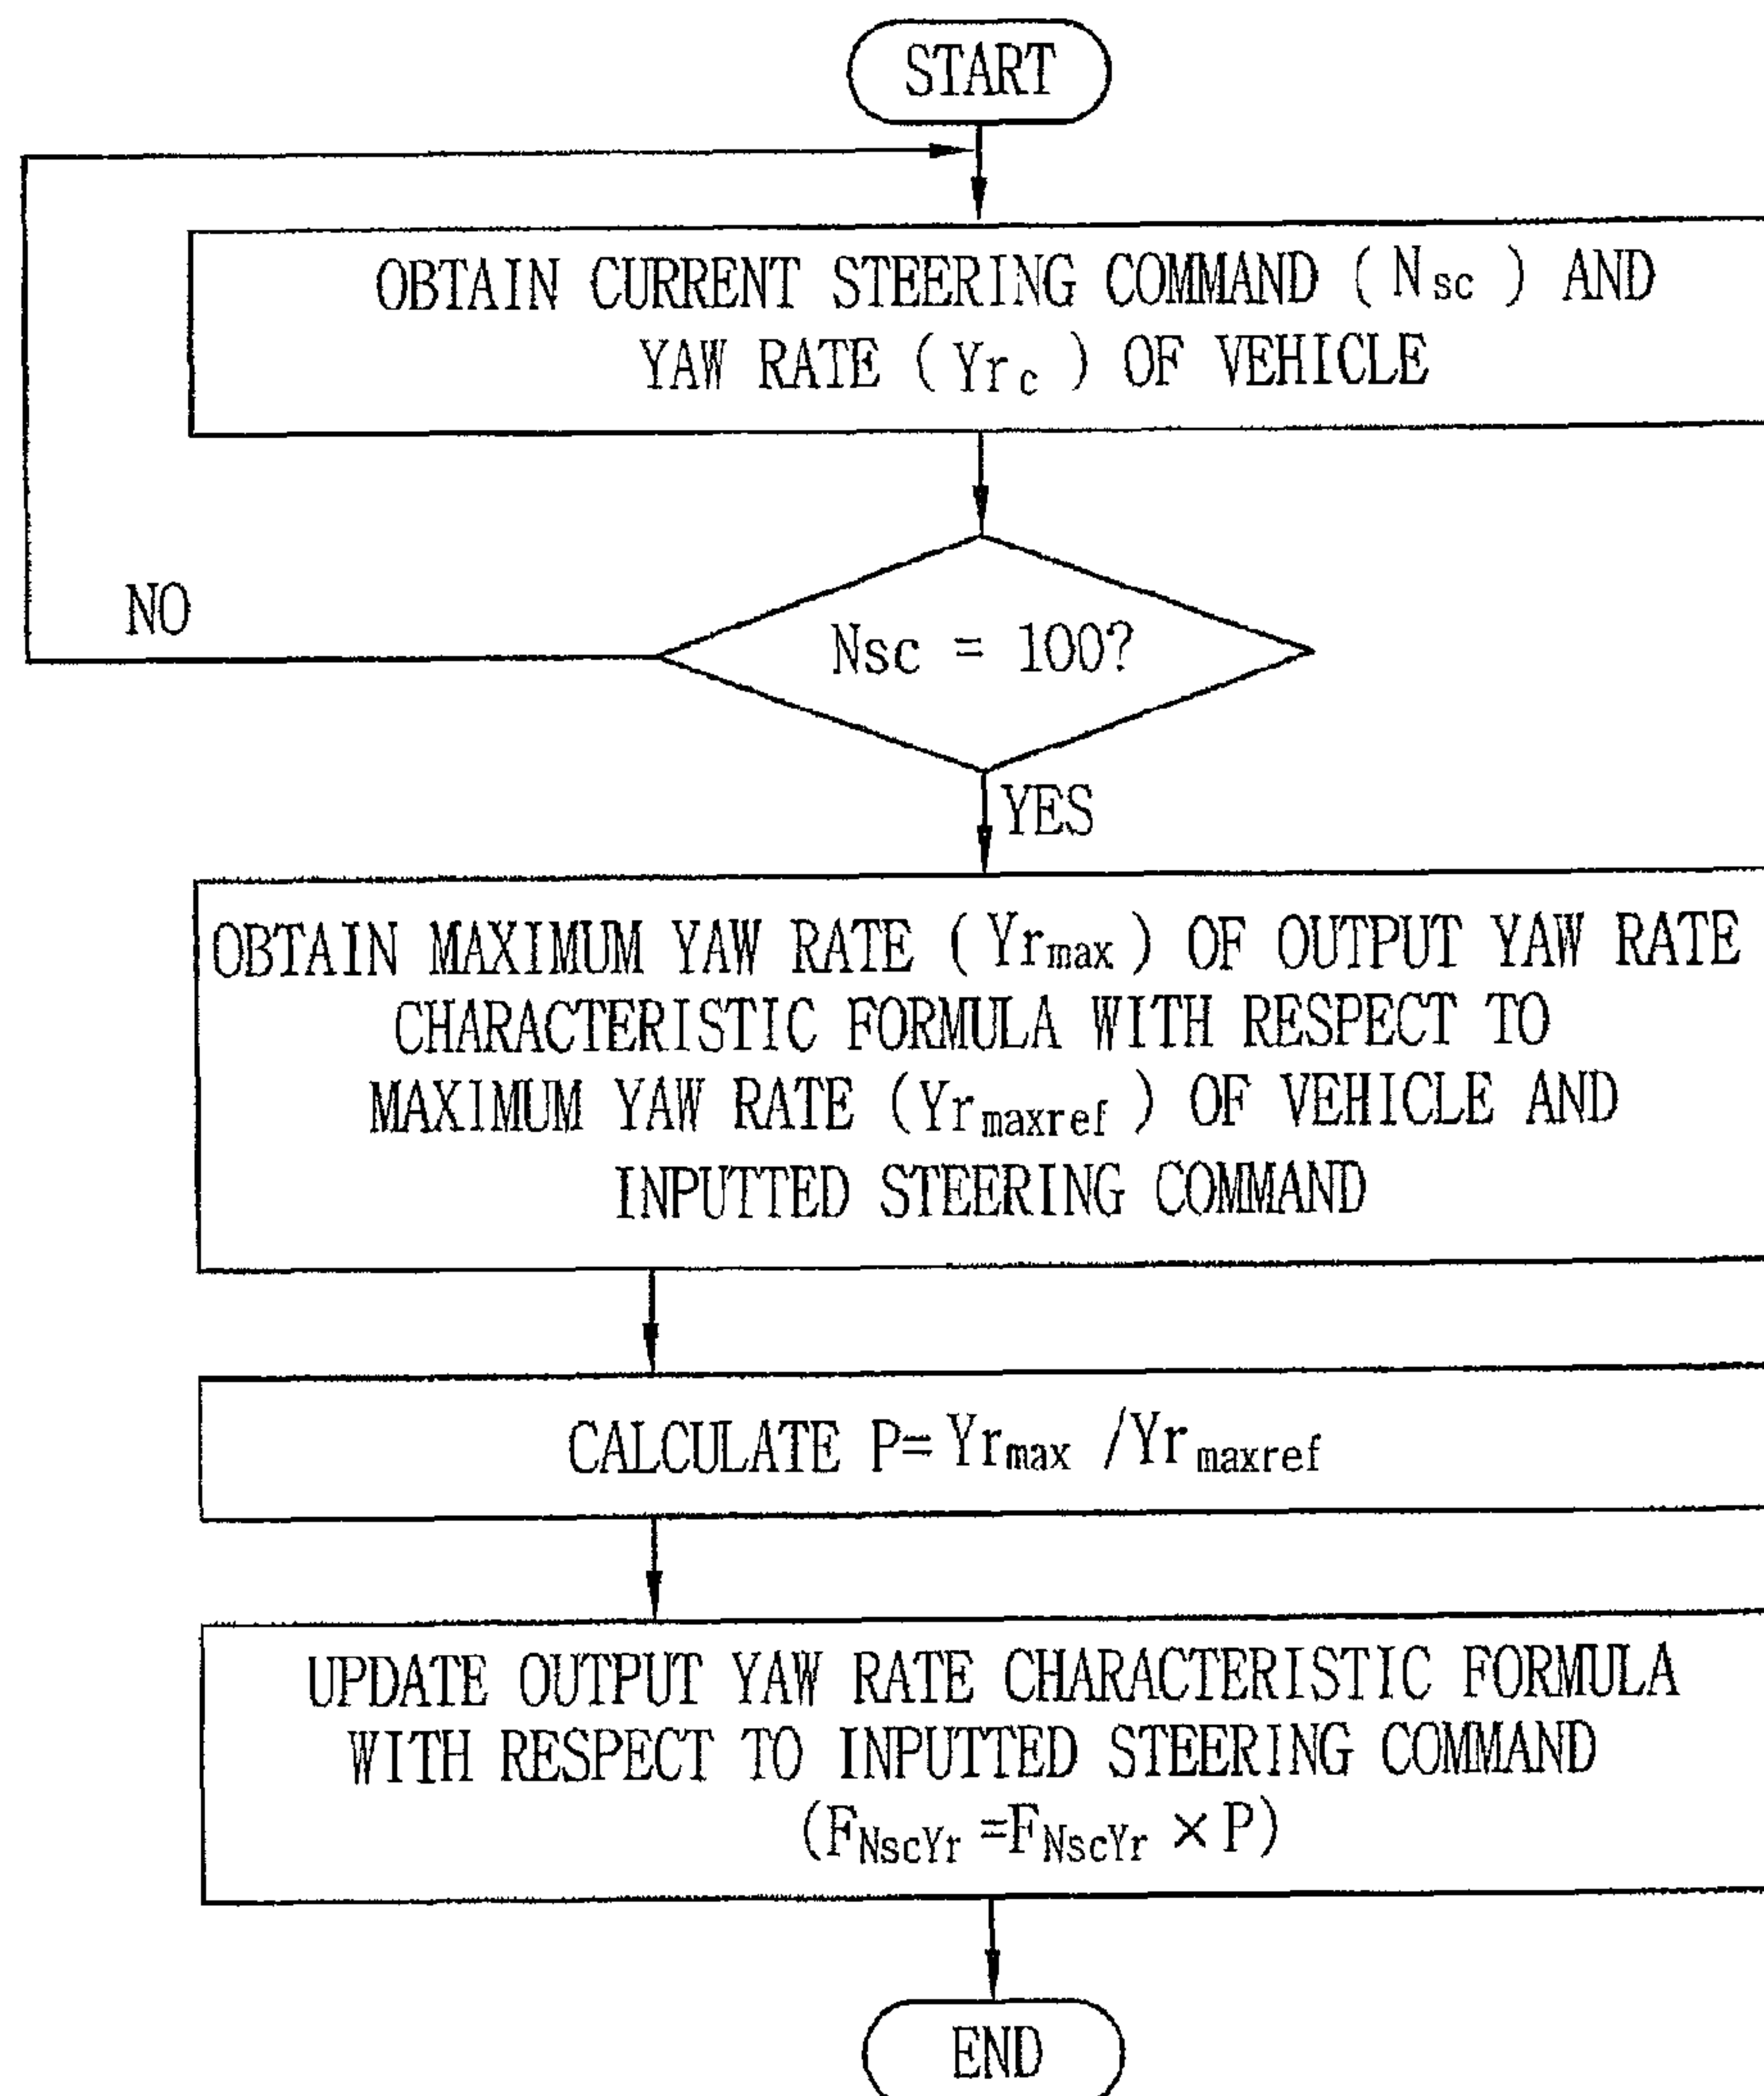 START
OBTAIN CURRENT STEERING COMMAND ( Nsc ) AND
YAW RATE ( Yrc ) OF VEHICLE
NO
Nsc = 100?
YES
OBTAIN MAXIMUM YAW RATE ( Yrmax ) OF OUTPUT YAW RATE
CHARACTERISTIC FORMULA WITH RESPECT TO
MAXIMUM YAW RATE (Yrmaxref ) OF VEHICLE AND
INPUTTED STEERING COMMAND
CALCULATE P= Yrmax /Yrmaxref
UPDATE OUTPUT YAW RATE CHARACTERISTIC FORMULA
WITH RESPECT TO INPUTTED STEERING COMMAND
(FNscYr =FNscYr × P)
END